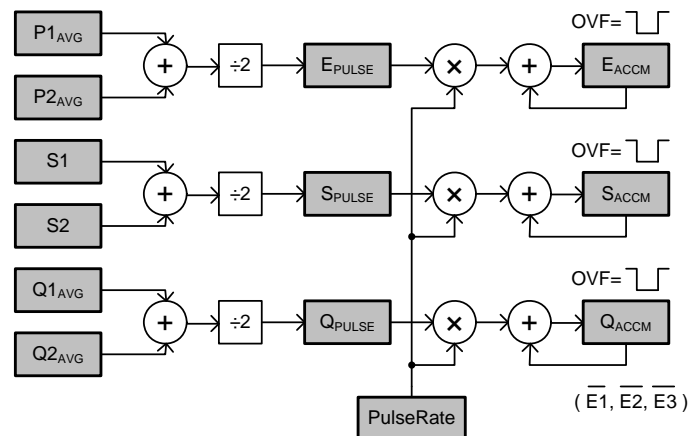 OVF=
P1AVG
+
÷2
EPULSE
×
+
EACCM
P2AVG
OVF=
S1
+
÷2
SPULSE
×
+
SACCM
S2
OVF=
Q1AVG
+
÷2
QPULSE
×
+
QACCM
Q2AVG
PulseRate
( E1, E2, E3 )